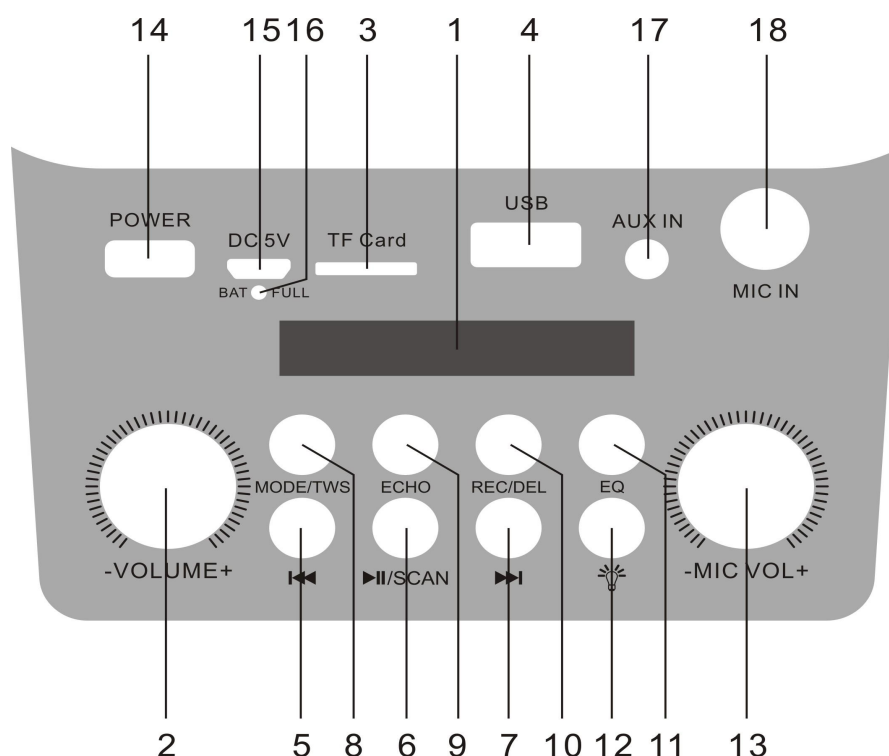 14 15 16 3 1 4 17 18
POWER
DC 5V
TF Card
USB
AUX IN
BAT FULL
MIC IN
MODE/TWS ECHO REC/DEL EQ
-VOLUME+
/SCAN
-MIC VOL+
2 5 8 6 9 7 10 12 11 13